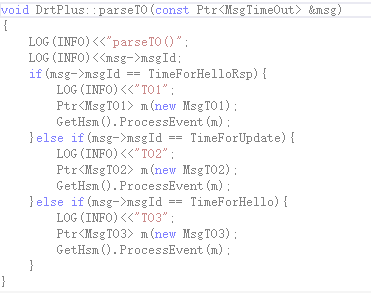 void DrtPlus::parseTO(const Ptr<MsgTimeOut> &msg)
{
    LOG(INFO)<<"parseTO()";
    LOG(INFO)<<msg->msgId;
    if(msg->msgId == TimeForHelloRsp){
        LOG(INFO)<<"TO1";
        Ptr<MsgTO1> m(new MsgTO1);
        GetHsm().ProcessEvent(m);
    }else if(msg->msgId == TimeForUpdate){
        LOG(INFO)<<"TO2";
        Ptr<MsgTO2> m(new MsgTO2);
        GetHsm().ProcessEvent(m);
    }else if(msg->msgId == TimeForHello){
        LOG(INFO)<<"TO3";
        Ptr<MsgTO3> m(new MsgTO3);
        GetHsm().ProcessEvent(m);
    }
}